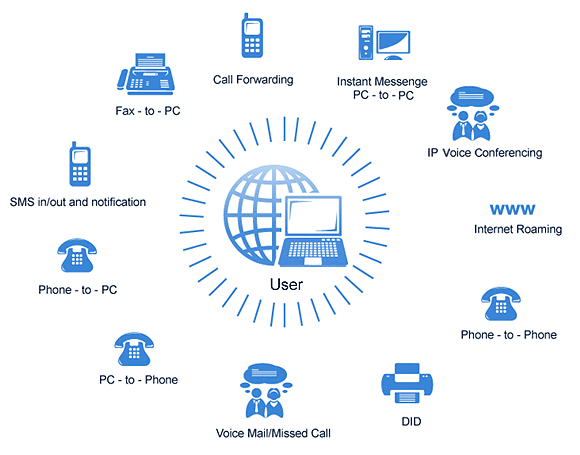 Call Forwarding
Instant Messenge
PC - to - PC
Fax - to - PC
IP Voice Conferencing
SMS in/out and notification
www
Internet Roaming
User
Phone - to - PC
Phone - to - Phone
PC - to - Phone
DID
Voice Mail/Missed Call